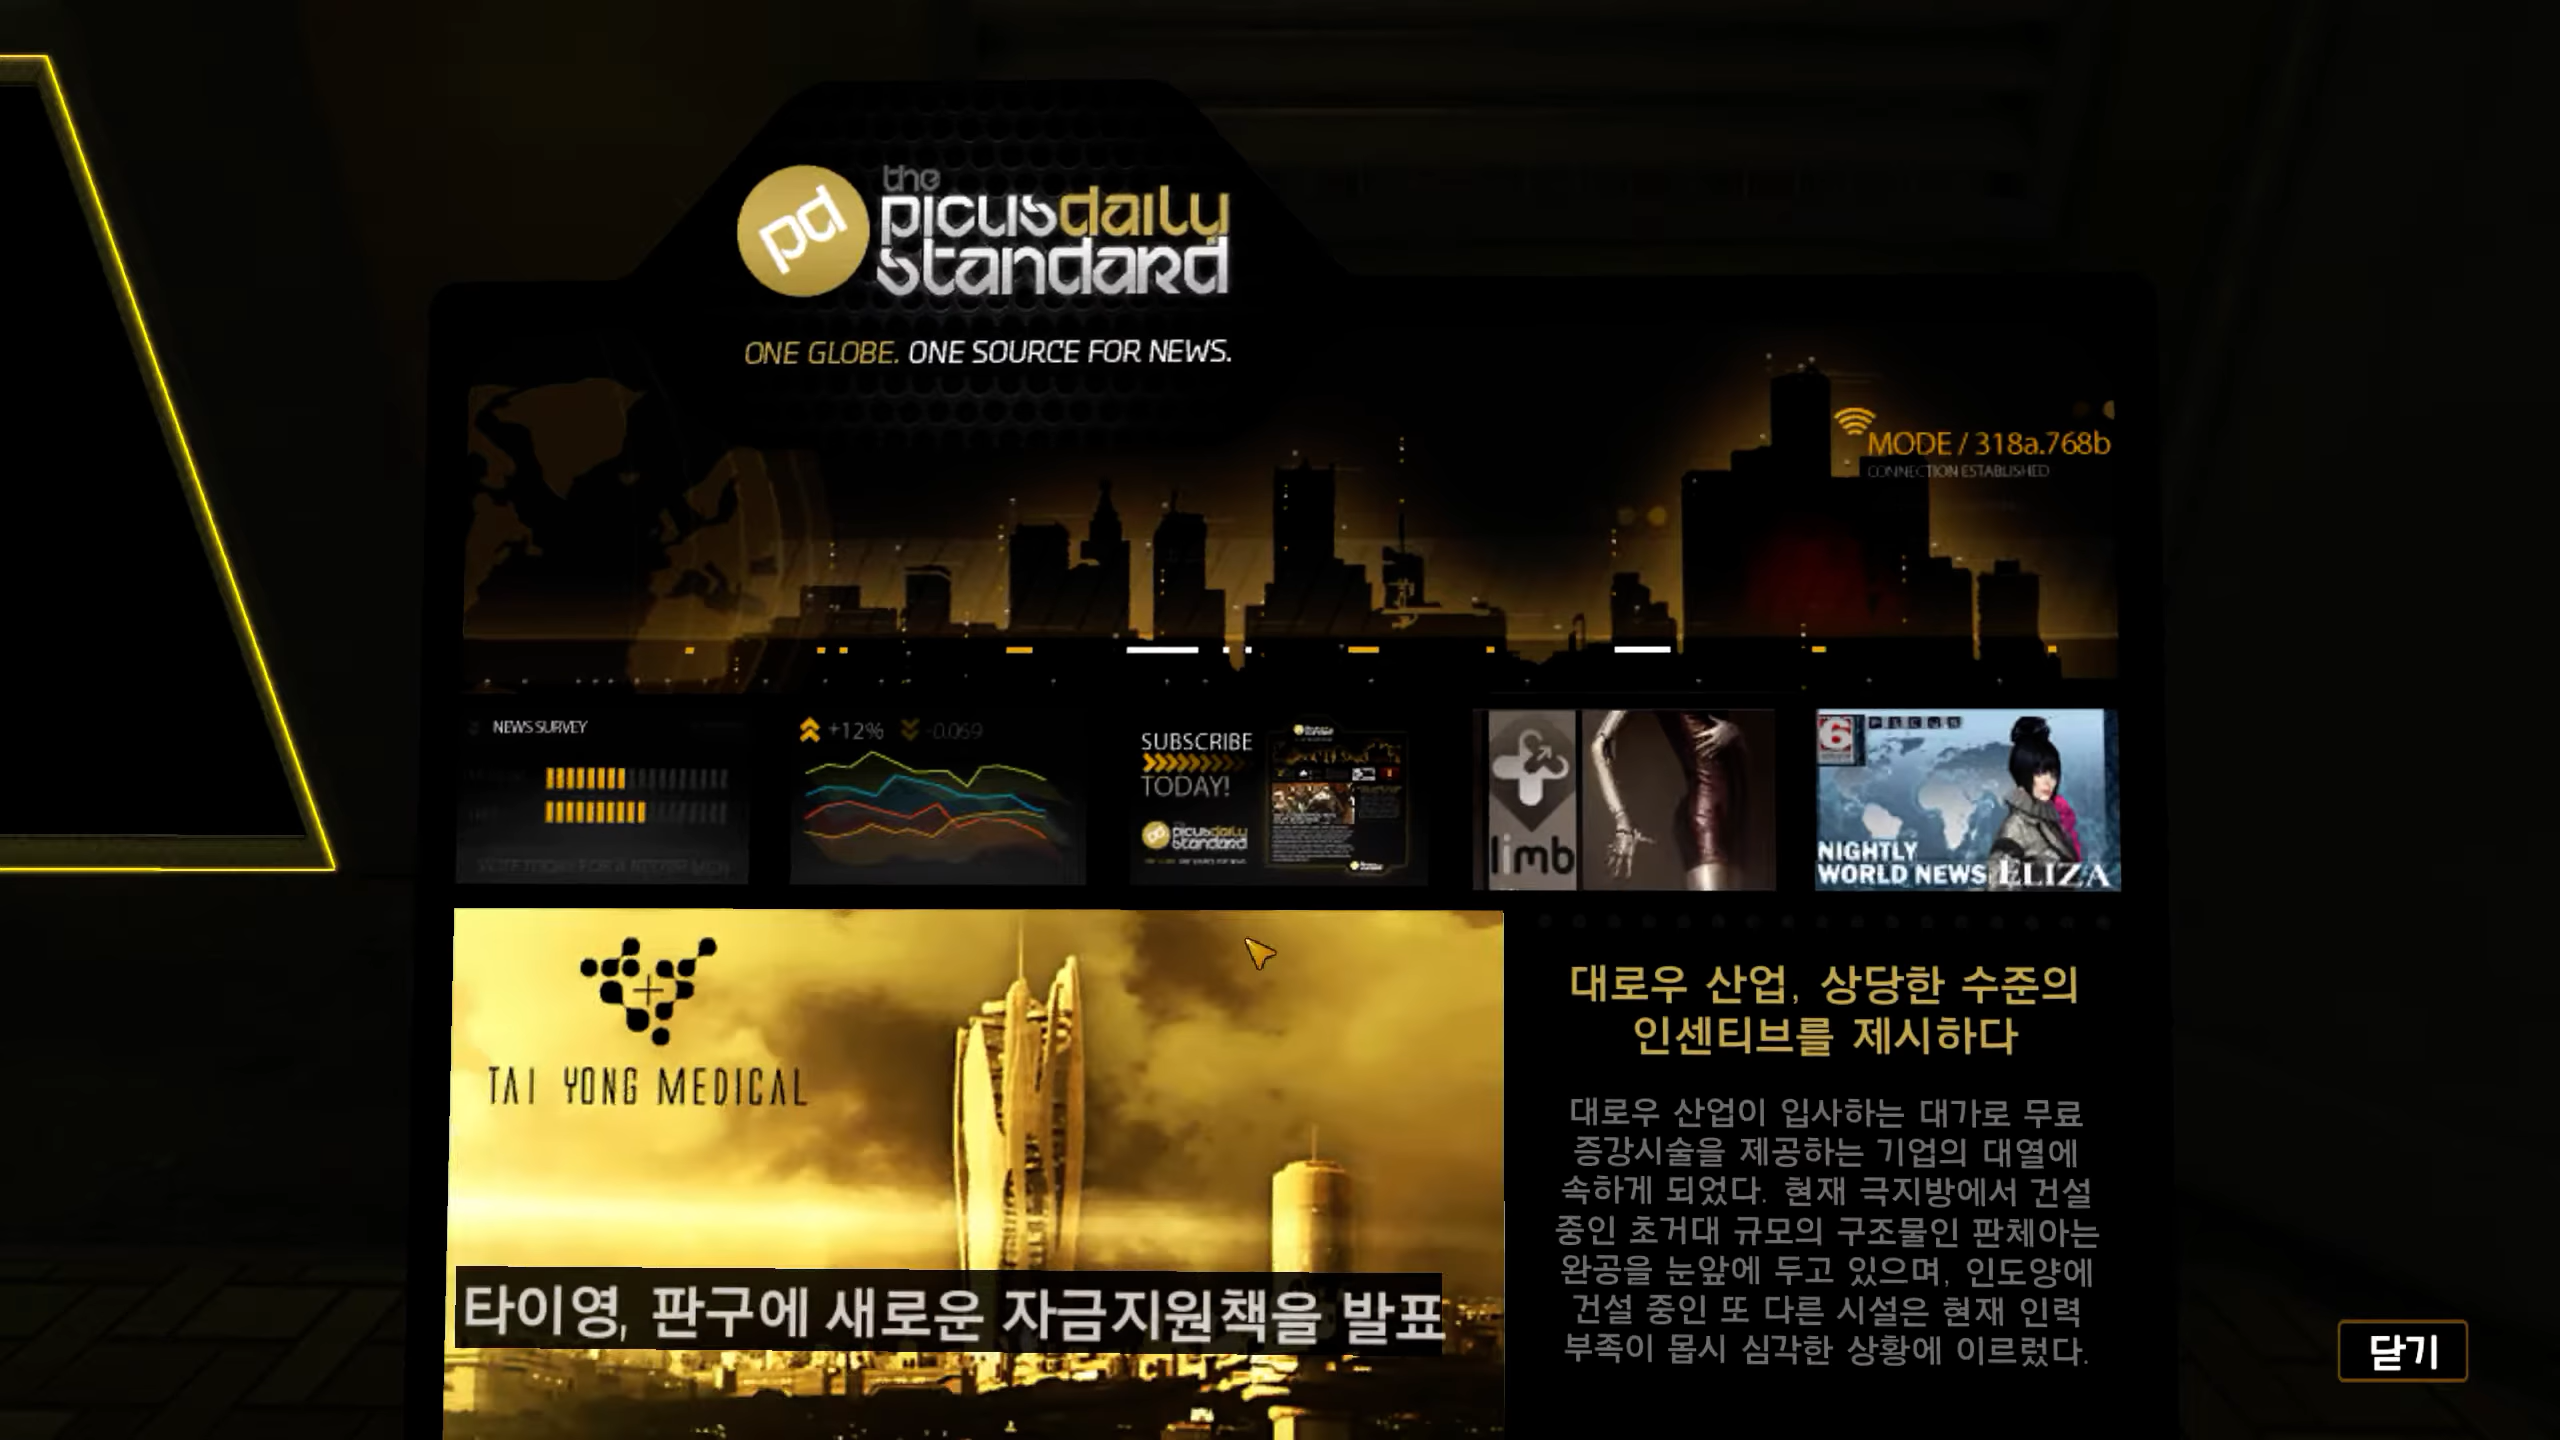 pd
the
picusdaily
standard
ONE GLOBE. ONE SOURCE FOR NEWS.
MODE / 318a.768b
CONNECTION ESTABLISHED
NEWS SURVEY
+12% -0.069
SUBSCRIBE
TODAY!
pd picusdaily
standard
limb
6 PICUS
NIGHTLY
WORLD NEWS ELIZA
TAI YONG MEDICAL
타이영, 판구에 새로운 자금지원책을 발표
대로우 산업, 상당한 수준의
인센티브를 제시하다
대로우 산업이 입사하는 대가로 무료
증강시술을 제공하는 기업의 대열에
속하게 되었다. 현재 극지방에서 건설
중인 초거대 규모의 구조물인 판체아는
완공을 눈앞에 두고 있으며, 인도양에
건설 중인 또 다른 시설은 현재 인력
부족이 몹시 심각한 상황에 이르렀다.
닫기